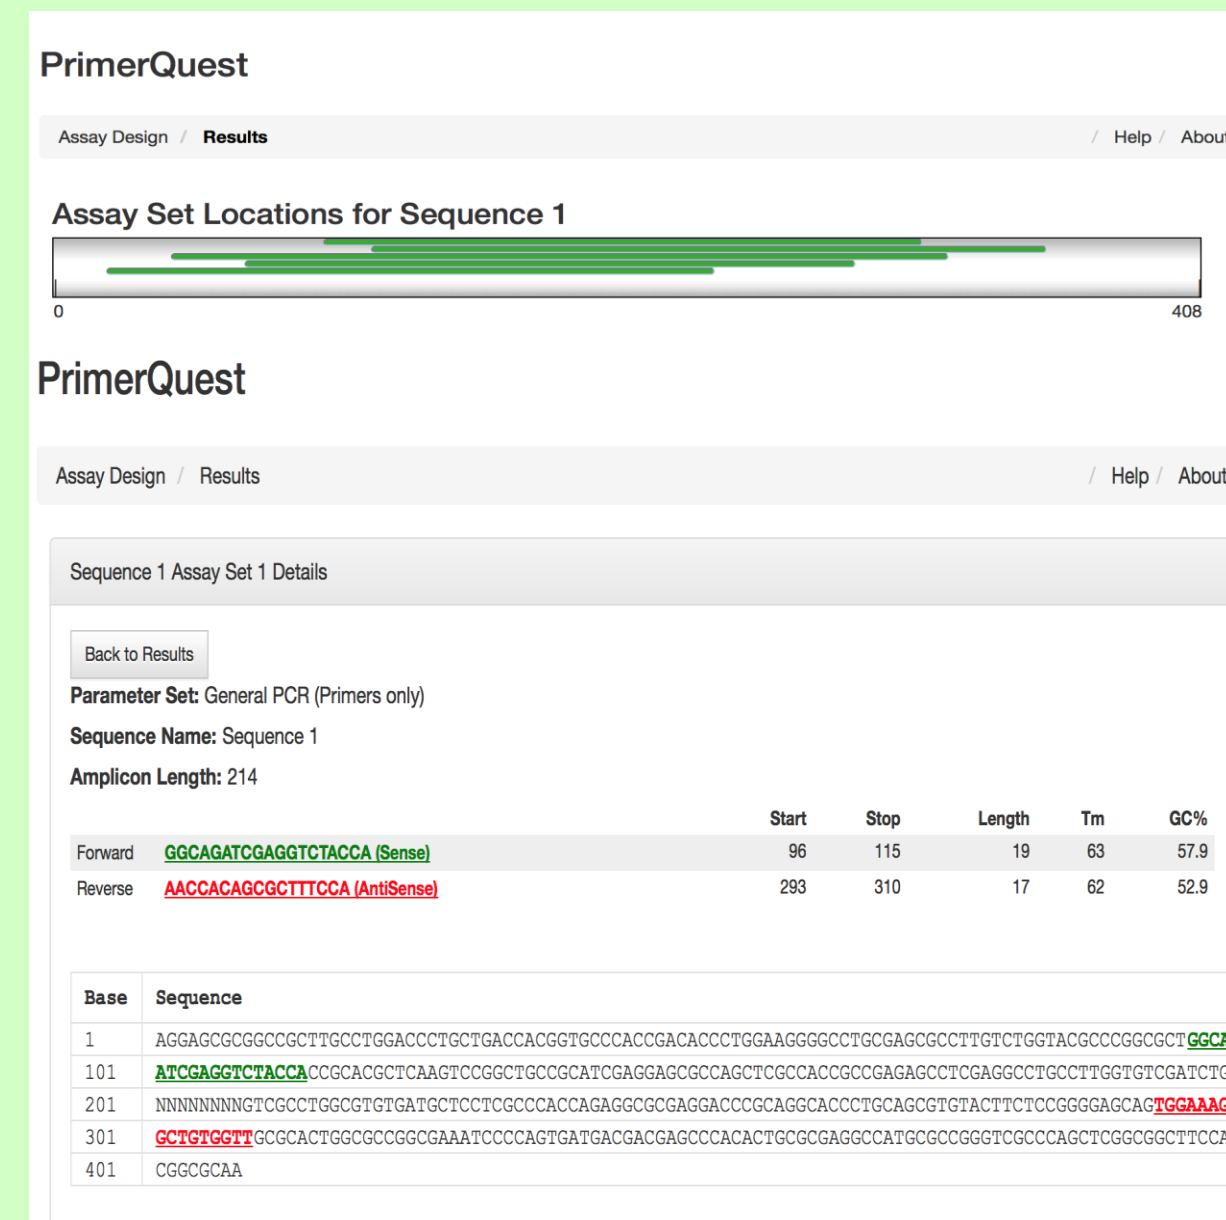 PrimerQuest
Assay Design / Results / Help / About
Assay Set Locations for Sequence 1
0 408
PrimerQuest
Assay Design / Results / Help / About
Sequence 1 Assay Set 1 Details
Back to Results
Parameter Set: General PCR (Primers only)
Sequence Name: Sequence 1
Amplicon Length: 214
Start Stop Length Tm GC%
Forward GGCAGATCGAGGTCTACCA (Sense) 96 115 19 63 57.9
Reverse AACCACAGCGCTTTCCA (AntiSense) 293 310 17 62 52.9
Base Sequence
1 AGGAGCGCGGCCGCTTGCCTGGACCCTGCTGACCACGGTGCCCACCGACACCCTGGAAGGGGCCTGCGAGCGCCTTGTCTGGTACGCCCGGCGCTGGCA
101 ATCGAGGTCTACCACCGCACGCTCAAGTCCGGCTGCCGCATCGAGGAGCGCCAGCTCGCCACCGCCGAGAGCCTCGAGGCCTGCCTTGGTGTCGATCTG
201 NNNNNNNNGTCGCCTGGCGTGTGATGCTCCTCGCCCACCAGAGGCGCGAGGACCCGCAGGCACCCTGCAGCGTGTACTTCTCCGGGGAGCAGTGGAAAG
301 GCTGTGGTTGCGCACTGGCGCCGGCGAAATCCCCAGTGATGACGACGAGCCCACACTGCGCGAGGCCATGCGCCGGGTCGCCCAGCTCGGCGGCTTCCA
401 CGGCGCAA